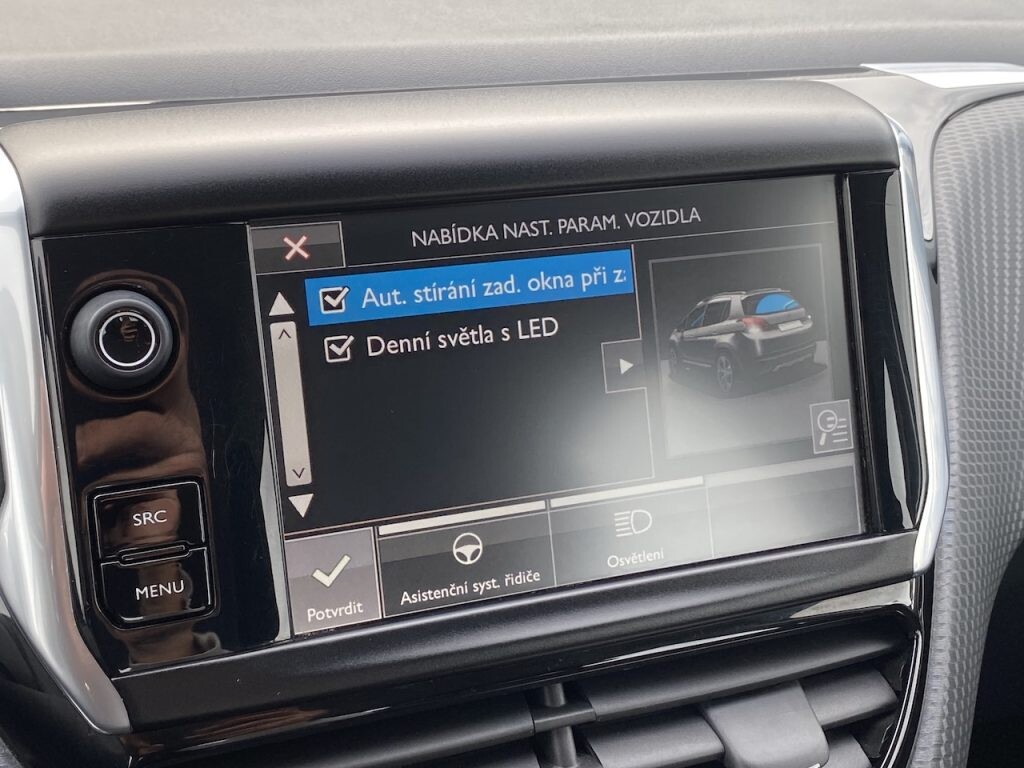 NABÍDKA NAST. PARAM. VOZIDLA
Aut. stírání zad. okna při
Denní světla s LED
SRC
MENU
Potvrdit
Asistenční syst. řidiče
Osvětlení